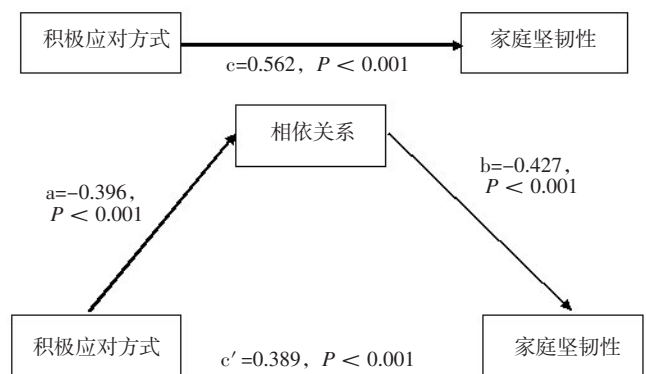 积极应对方式
家庭坚韧性
c=0.562, P < 0.001
相依关系
a=-0.396,
P < 0.001
b=-0.427,
P < 0.001
积极应对方式
家庭坚韧性
c′=0.389, P < 0.001